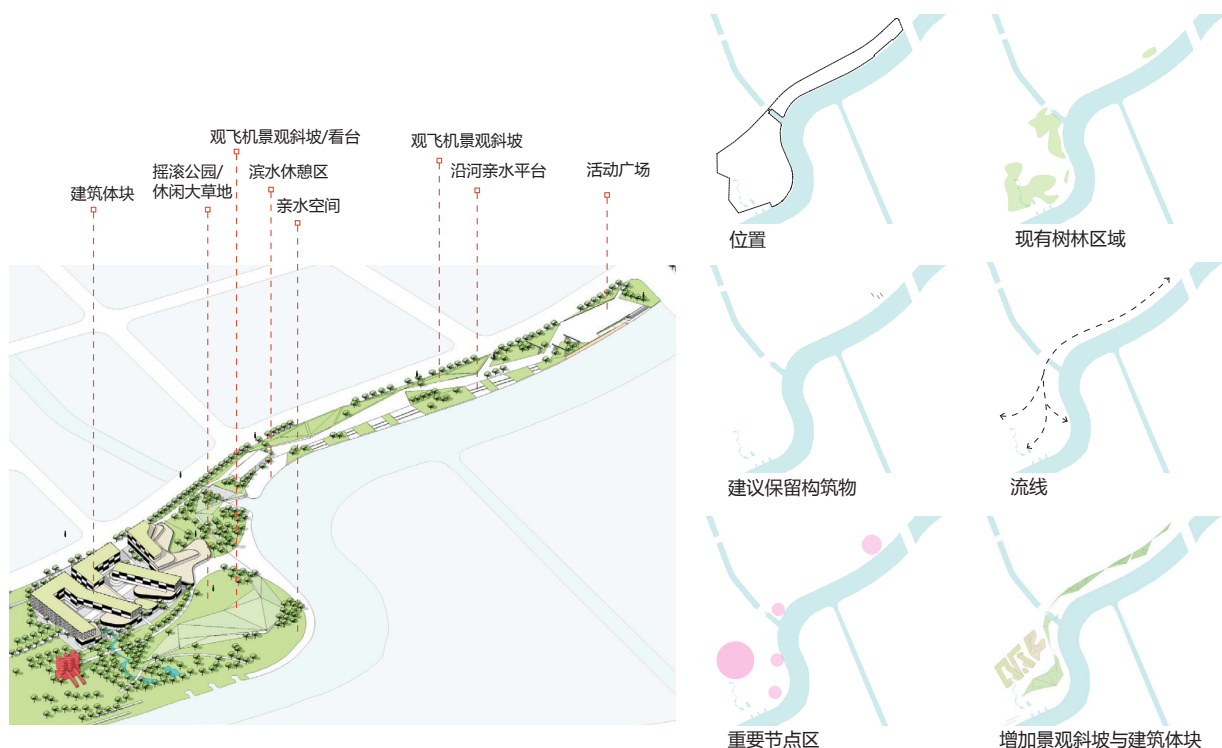 观飞机景观斜坡/看台
观飞机景观斜坡
摇滚公园/
休闲大草地
滨水休憩区
沿河亲水平台
活动广场
建筑体块
亲水空间
位置
现有树林区域
建议保留构筑物
流线
重要节点区
增加景观斜坡与建筑体块